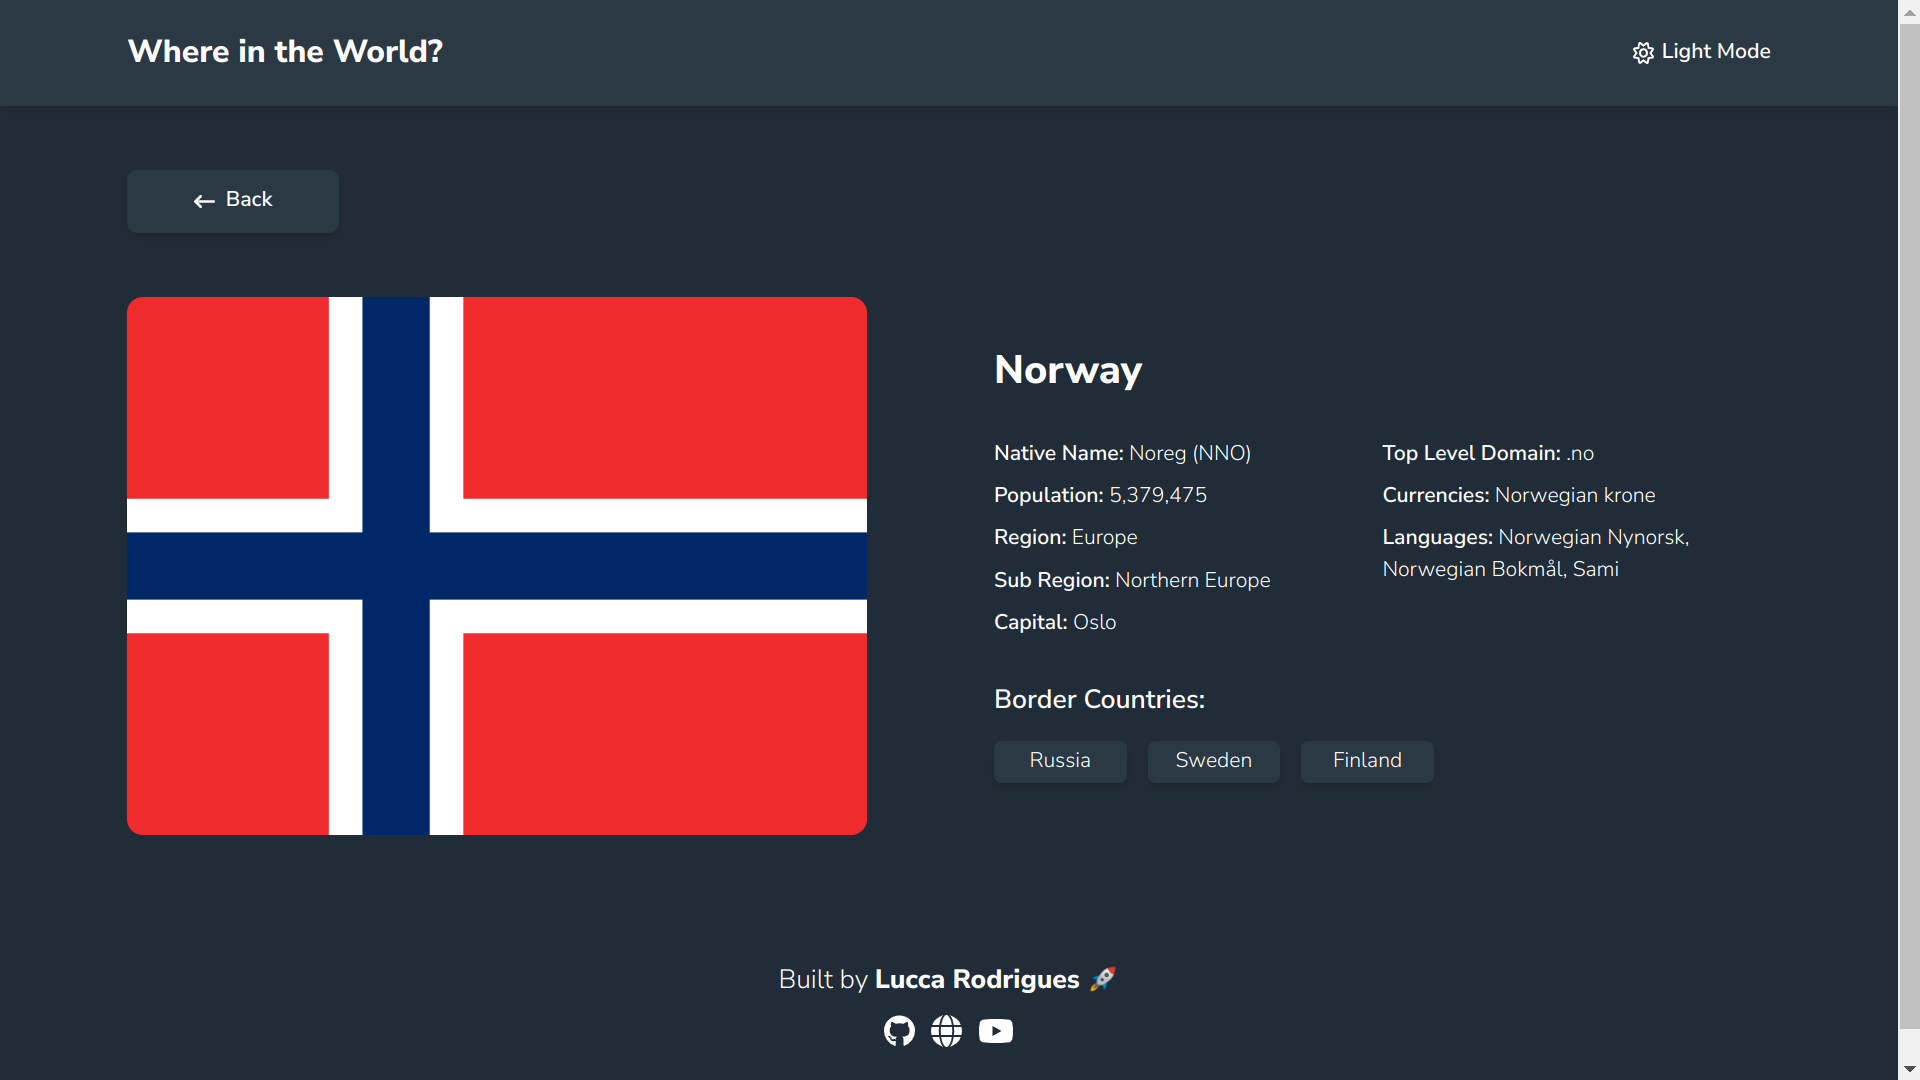 Where in the World?
Light Mode
Back
Norway
Native Name: Noreg (NNO)
Population: 5,379,475
Region: Europe
Sub Region: Northern Europe
Capital: Oslo
Top Level Domain: .no
Currencies: Norwegian krone
Languages: Norwegian Nynorsk,
Norwegian Bokmål, Sami
Border Countries:
Russia
Sweden
Finland
Built by Lucca Rodrigues 🚀